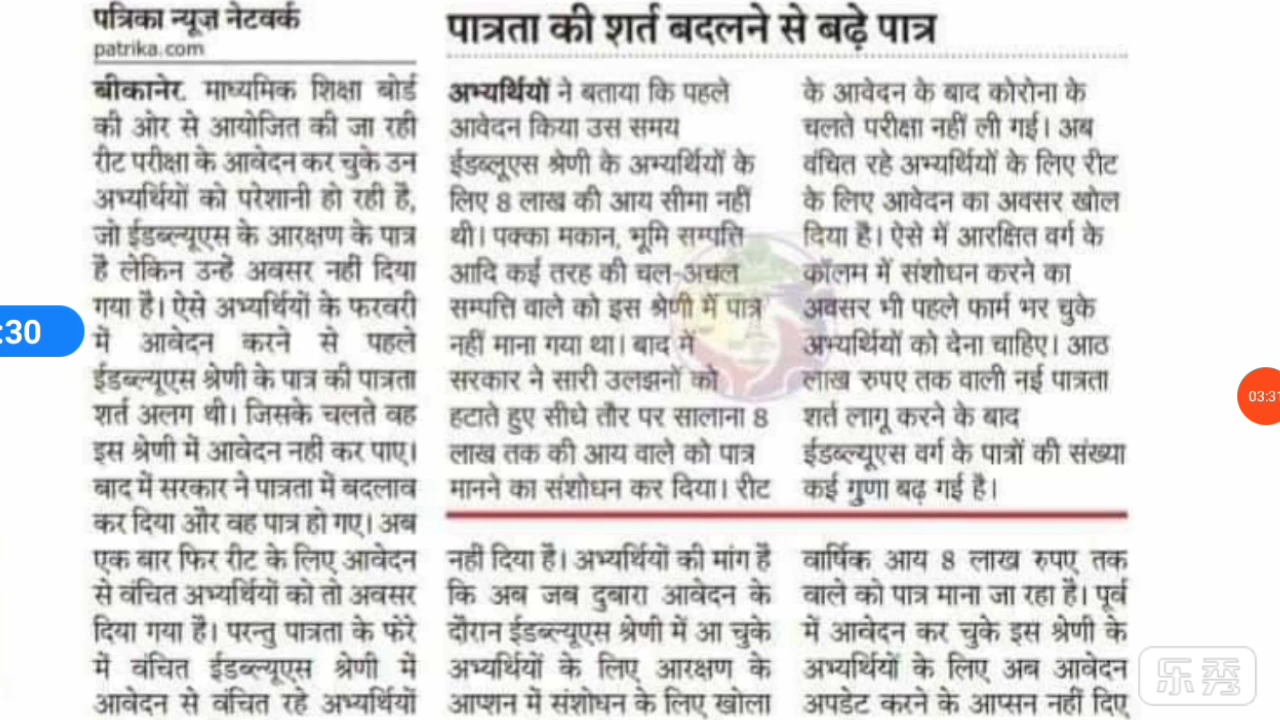 पत्रिका न्यूज़ नेटवर्क
patrika.com
बीकानेर. माध्यमिक शिक्षा बोर्ड
की ओर से आयोजित की जा रही
रीट परीक्षा के आवेदन कर चुके उन
अभ्यर्थियों को परेशानी हो रही है,
जो ईडब्ल्यूएस के आरक्षण के पात्र
है लेकिन उन्हें अवसर नहीं दिया
गया है। ऐसे अभ्यर्थियों के फरवरी
में आवेदन करने से पहले
ईडब्ल्यूएस श्रेणी के पात्र की पात्रता
शर्त अलग थी। जिसके चलते वह
इस श्रेणी में आवेदन नहीं कर पाए।
बाद में सरकार ने पात्रता में बदलाव
कर दिया और वह पात्र हो गए। अब
एक बार फिर रीट के लिए आवेदन
से वंचित अभ्यर्थियों को तो अवसर
दिया गया है। परन्तु पात्रता के फेरे
में वंचित ईडब्ल्यूएस श्रेणी में
आवेदन से वंचित रहे अभ्यर्थियों
पात्रता की शर्त बदलने से बढ़े पात्र
अभ्यर्थियों ने बताया कि पहले
आवेदन किया उस समय
ईडब्लूएस श्रेणी के अभ्यर्थियों के
लिए 8 लाख की आय सीमा नहीं
थी। पक्का मकान, भूमि सम्पत्ति
आदि कई तरह की चल-अचल
सम्पत्ति वाले को इस श्रेणी में पात्र
नहीं माना गया था। बाद में
सरकार ने सारी उलझनों को
हटाते हुए सीधे तौर पर सालाना 8
लाख तक की आय वाले को पात्र
मानने का संशोधन कर दिया। रीट
के आवेदन के बाद कोरोना के
चलते परीक्षा नहीं ली गई। अब
वंचित रहे अभ्यर्थियों के लिए रीट
के लिए आवेदन का अवसर खोल
दिया है। ऐसे में आरक्षित वर्ग के
कॉलम में संशोधन करने का
अवसर भी पहले फार्म भर चुके
अभ्यर्थियों को देना चाहिए। आठ
लाख रुपए तक वाली नई पात्रता
शर्त लागू करने के बाद
ईडब्ल्यूएस वर्ग के पात्रों की संख्या
कई गुणा बढ़ गई है।
नहीं दिया है। अभ्यर्थियों की मांग है
कि अब जब दुबारा आवेदन के
दौरान ईडब्ल्यूएस श्रेणी में आ चुके
अभ्यर्थियों के लिए आरक्षण के
आप्शन में संशोधन के लिए खोला
वार्षिक आय 8 लाख रुपए तक
वाले को पात्र माना जा रहा है। पूर्व
में आवेदन कर चुके इस श्रेणी के
अभ्यर्थियों के लिए अब आवेदन
अपडेट करने के आप्सन नहीं दिए
:30
03:31
乐秀